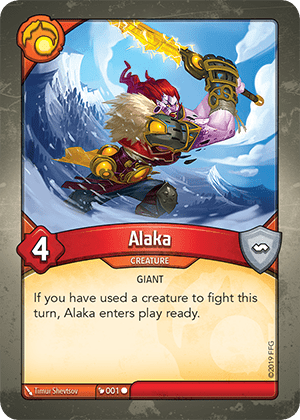 Alaka
CREATURE
4
GIANT
If you have used a creature to fight this
turn, Alaka enters play ready.
Timur Shevtsov
001
©2019 FFG